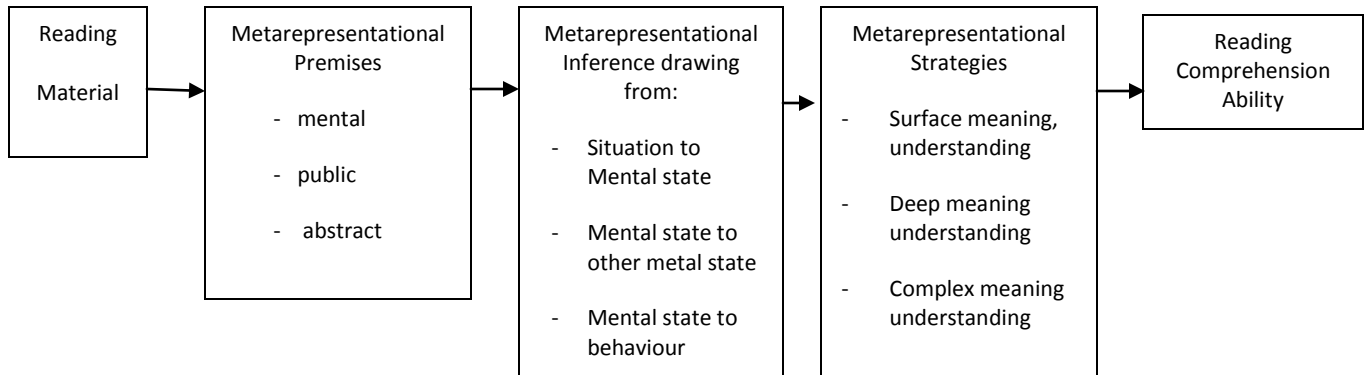 Reading
Material
Metarepresentational
Premises
- mental
- public
- abstract
Metarepresentational
Inference drawing
from:
- Situation to
Mental state
- Mental state to
other metal state
- Mental state to
behaviour
Metarepresentational
Strategies
- Surface meaning,
understanding
- Deep meaning
understanding
- Complex meaning
understanding
Reading
Comprehension
Ability